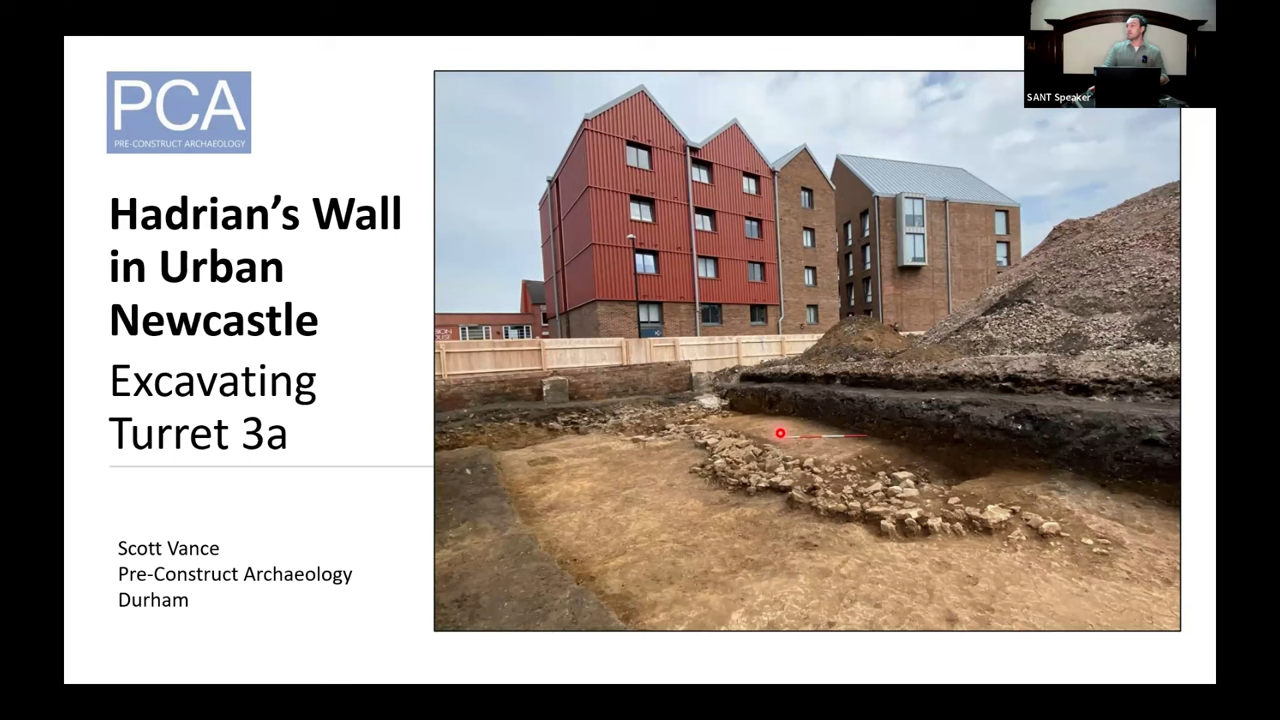 SANT Speaker
PCA
PRE-CONSTRUCT ARCHAEOLOGY
Hadrian's Wall
in Urban
Newcastle
Excavating
Turret 3a
Scott Vance
Pre-Construct Archaeology
Durham